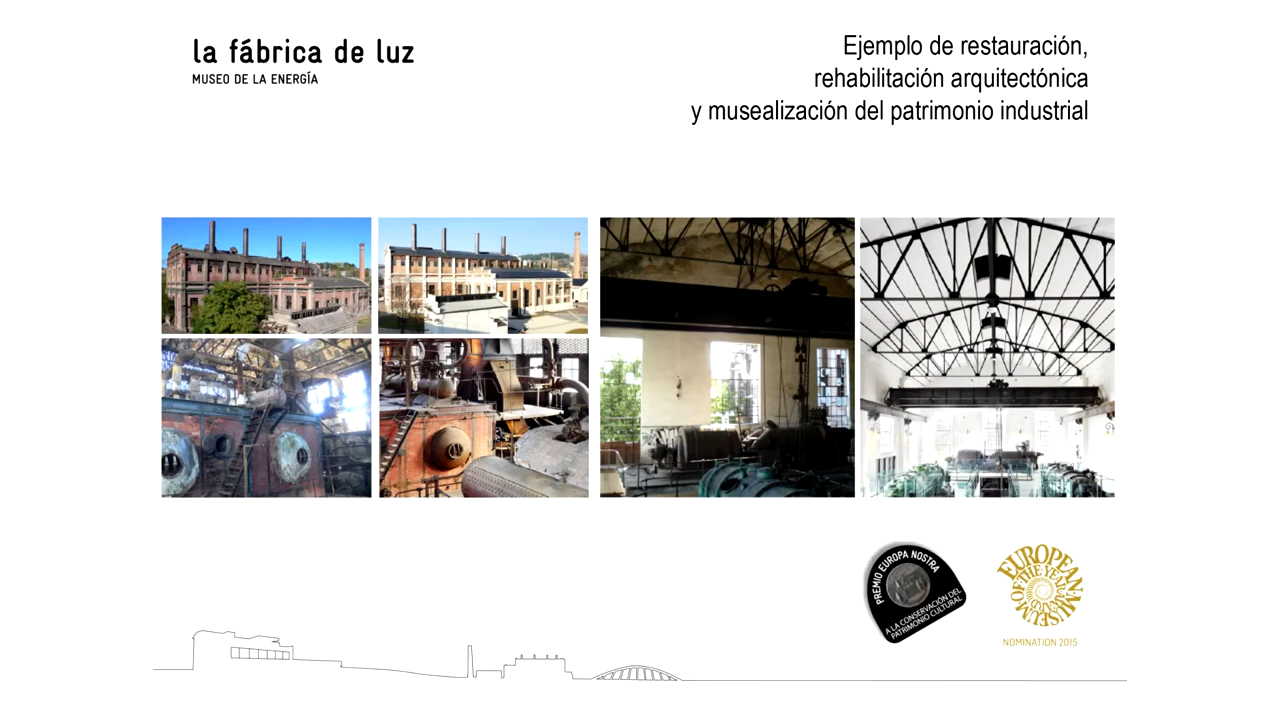 la fábrica de luz
MUSEO DE LA ENERGÍA
Ejemplo de restauración,
rehabilitación arquitectónica
y musealización del patrimonio industrial
PREMIO EUROPA NOSTRA
A LA CONSERVACIÓN DEL
PATRIMONIO CULTURAL
EUROPEAN MUSEUM OF
THE YEAR AWARD
NOMINATION 2015